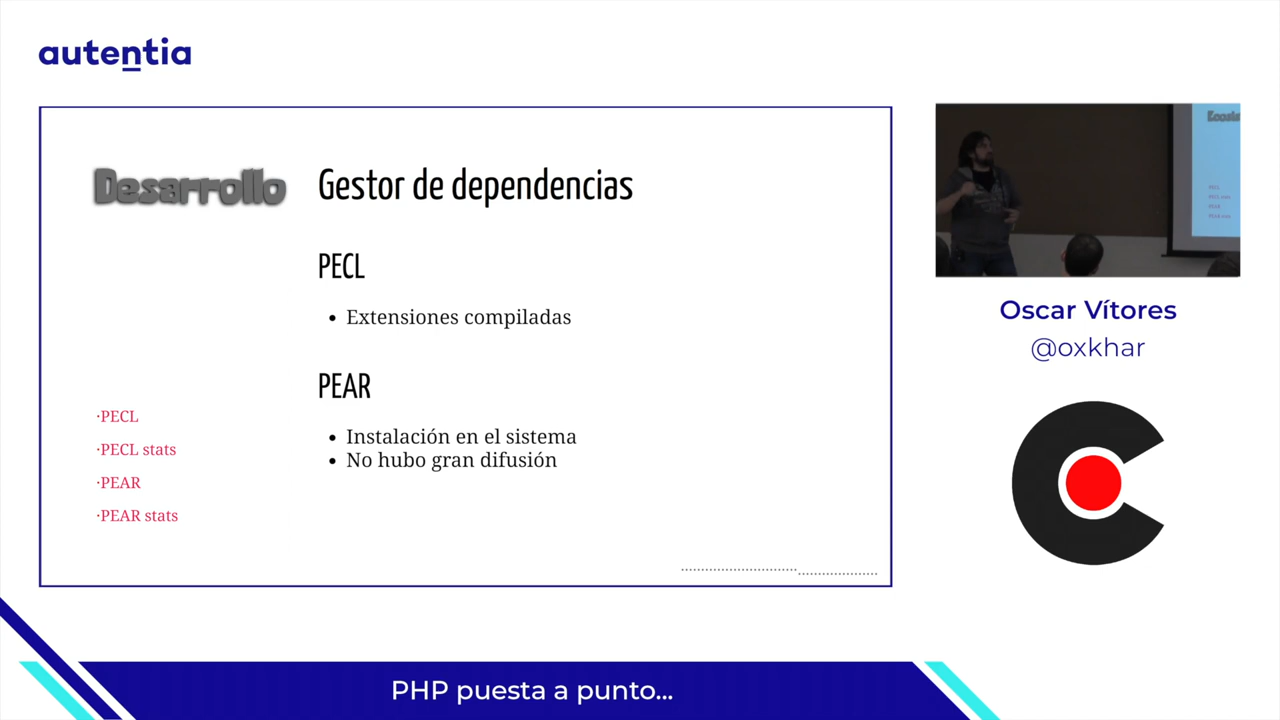 autentia
Desarrollo
Gestor de dependencias
PECL
• Extensiones compiladas
PEAR
• Instalación en el sistema
• No hubo gran difusión
·PECL
·PECL stats
·PEAR
·PEAR stats
Oscar Vítores
@oxkhar
PHP puesta a punto...